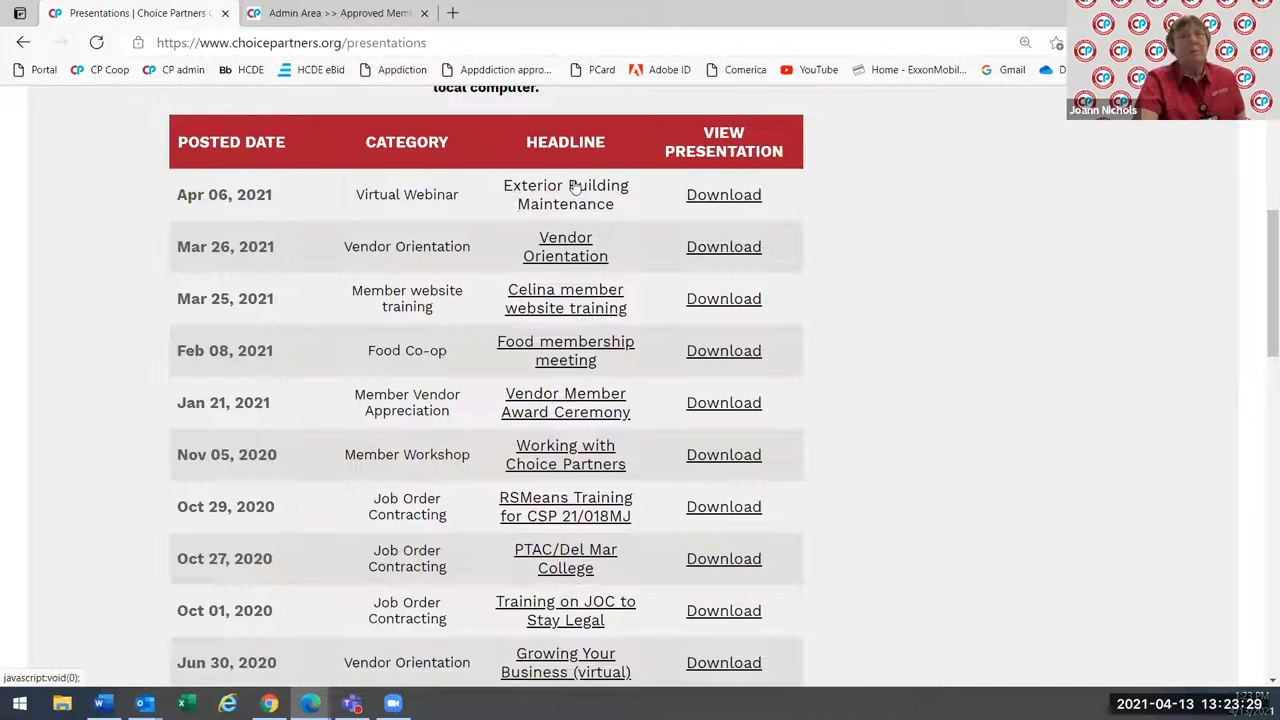 Presentations | Choice Partners C
Admin Area >> Approved Mem
https://www.choicepartners.org/presentations
Portal
CP Coop
CP admin
Bb HCDE
HCDE eBid
Appdiction
Apppdiction appro...
PCard
Adobe ID
Comerica
YouTube
Home - ExxonMobil...
Gmail
Joann Nichols
local computer.
POSTED DATE CATEGORY HEADLINE VIEW
PRESENTATION
Apr 06, 2021 Virtual Webinar Exterior Building
Maintenance Download
Mar 26, 2021 Vendor Orientation Vendor
Orientation Download
Mar 25, 2021 Member website
training Celina member
website training Download
Feb 08, 2021 Food Co-op Food membership
meeting Download
Jan 21, 2021 Member Vendor
Appreciation Vendor Member
Award Ceremony Download
Nov 05, 2020 Member Workshop Working with
Choice Partners Download
Oct 29, 2020 Job Order
Contracting RSMeans Training
for CSP 21/018MJ Download
Oct 27, 2020 Job Order
Contracting PTAC/Del Mar
College Download
Oct 01, 2020 Job Order
Contracting Training on JOC to
Stay Legal Download
Jun 30, 2020 Vendor Orientation Growing Your
Business (virtual) Download
javascript:void(0);
2021-04-13 13:23:29